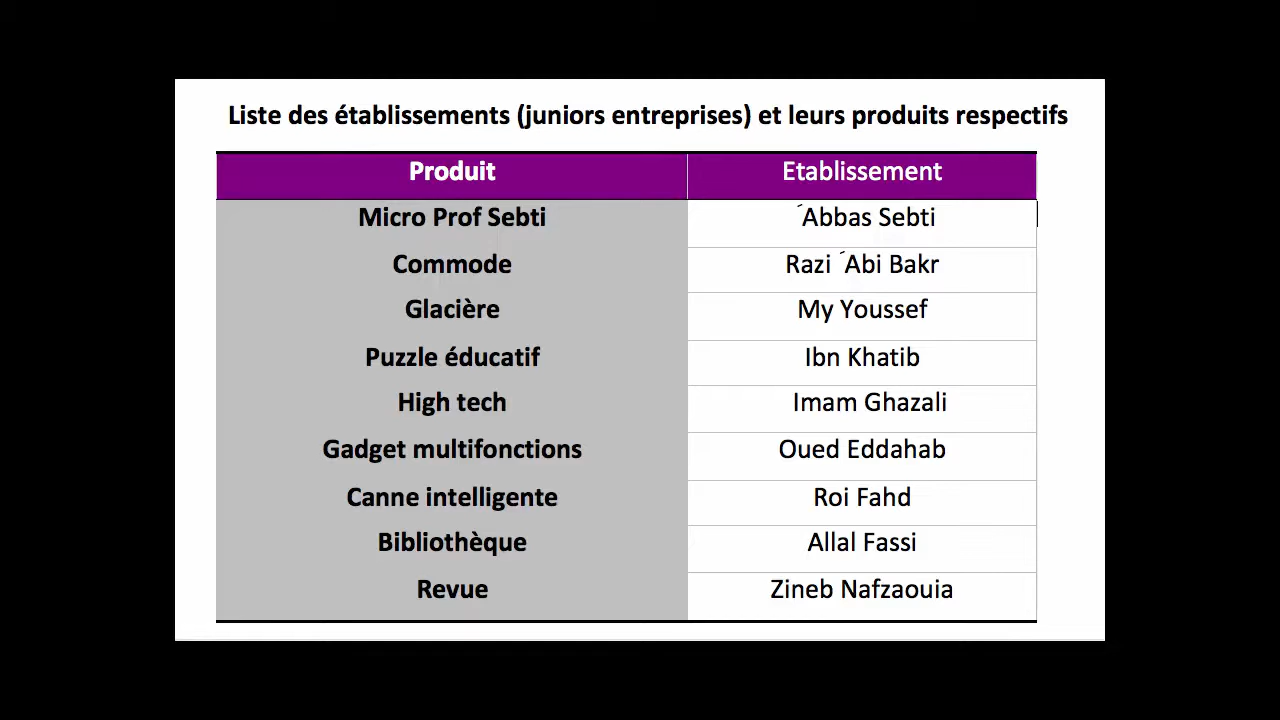 Liste des établissements (juniors entreprises) et leurs produits respectifs
Produit Etablissement
Micro Prof Sebti ´Abbas Sebti
Commode Razi ´Abi Bakr
Glacière My Youssef
Puzzle éducatif Ibn Khatib
High tech Imam Ghazali
Gadget multifonctions Oued Eddahab
Canne intelligente Roi Fahd
Bibliothèque Allal Fassi
Revue Zineb Nafzaouia